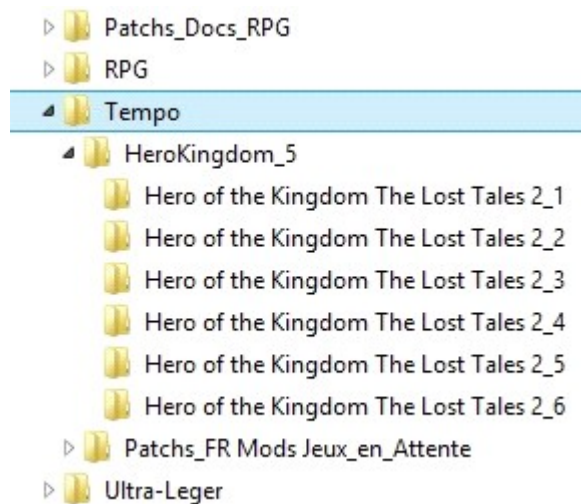 Patchs_Docs_RPG
RPG
Tempo
HeroKingdom_5
Hero of the Kingdom The Lost Tales 2_1
Hero of the Kingdom The Lost Tales 2_2
Hero of the Kingdom The Lost Tales 2_3
Hero of the Kingdom The Lost Tales 2_4
Hero of the Kingdom The Lost Tales 2_5
Hero of the Kingdom The Lost Tales 2_6
Patchs_FR Mods Jeux_en_Attente
Ultra-Leger